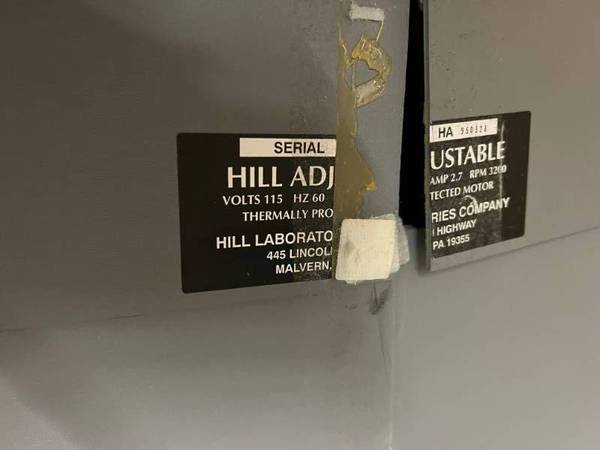 SERIAL HA 950323
HILL ADJ USTABLE
VOLTS 115 HZ 60 AMP 2.7 RPM 3200
THERMALLY PRO TECTED MOTOR
HILL LABORATO RIES COMPANY
445 LINCOL HIGHWAY
MALVERN, PA 19355